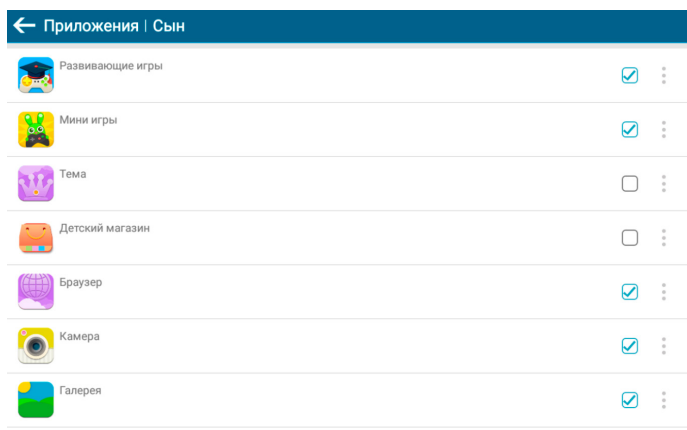 Приложения | Сын
Развивающие игры
Мини игры
Тема
Детский магазин
Браузер
Камера
Галерея